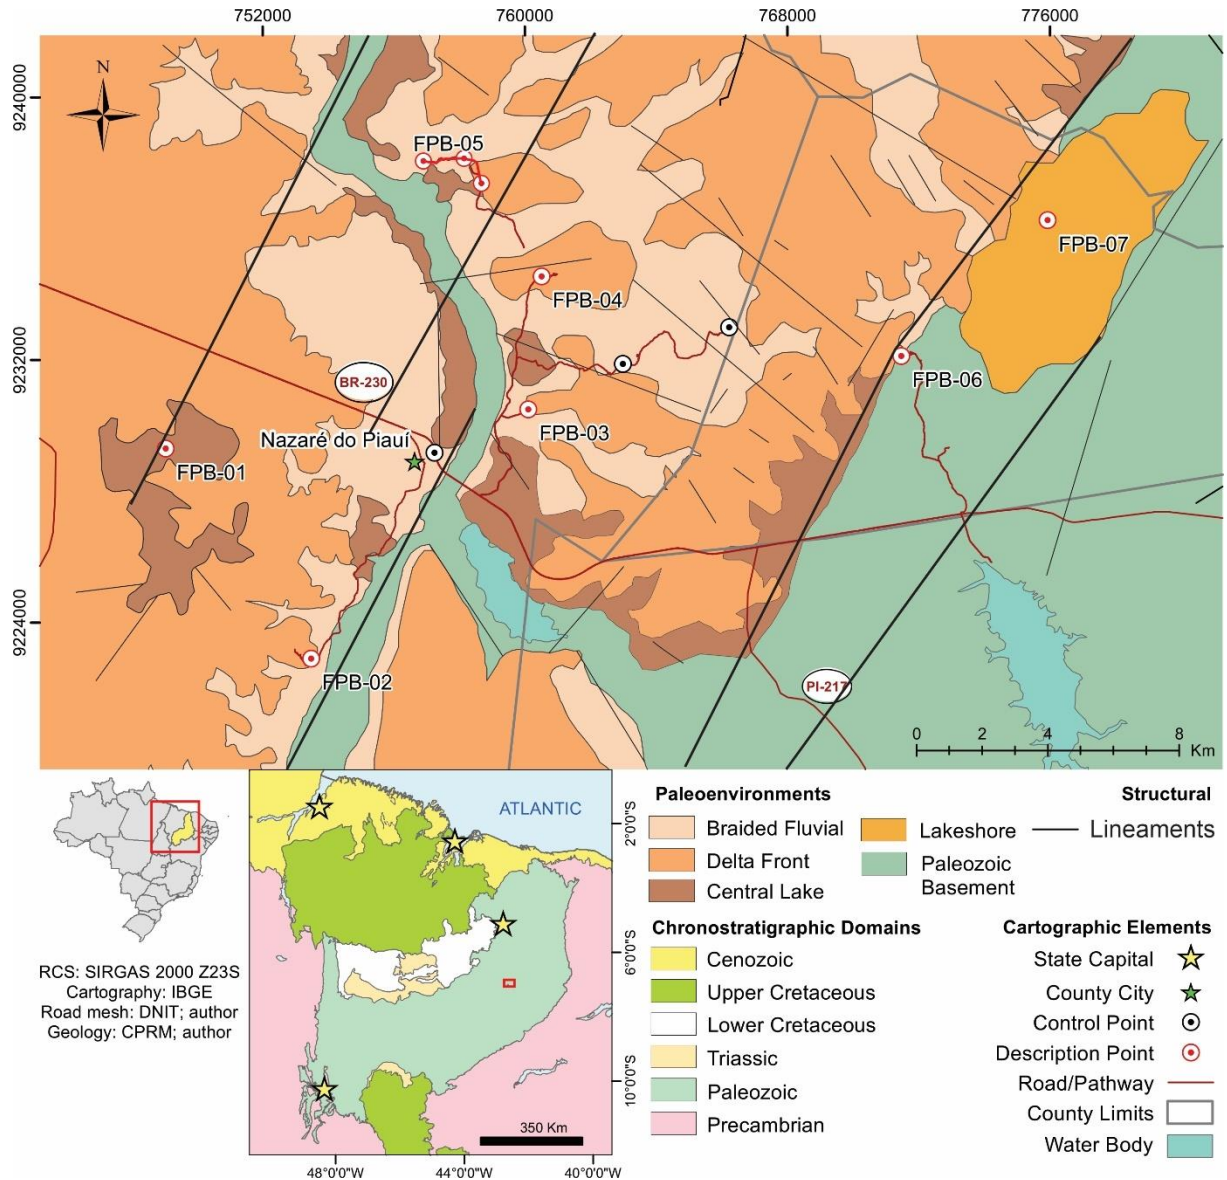 752000
760000
768000
776000
N
9240000
9232000
9224000
FPB-05
FPB-07
FPB-04
BR-230
FPB-06
FPB-03
Nazaré do Piauí
FPB-01
FPB-02
PI-217
0 2 4 6 8
Km
ATLANTIC
2°0'0"S
6°0'0"S
10°0'0"S
350 Km
48°0'0"W
44°0'0"W
40°0'0"W
RCS: SIRGAS 2000 Z23S
Cartography: IBGE
Road mesh: DNIT; author
Geology: CPRM; author
Paleoenvironments
Braided Fluvial
Delta Front
Central Lake
Lakeshore
Paleozoic
Basement
Structural
Lineaments
Chronostratigraphic Domains
Cenozoic
Upper Cretaceous
Lower Cretaceous
Triassic
Paleozoic
Precambrian
Cartographic Elements
State Capital
County City
Control Point
Description Point
Road/Pathway
County Limits
Water Body